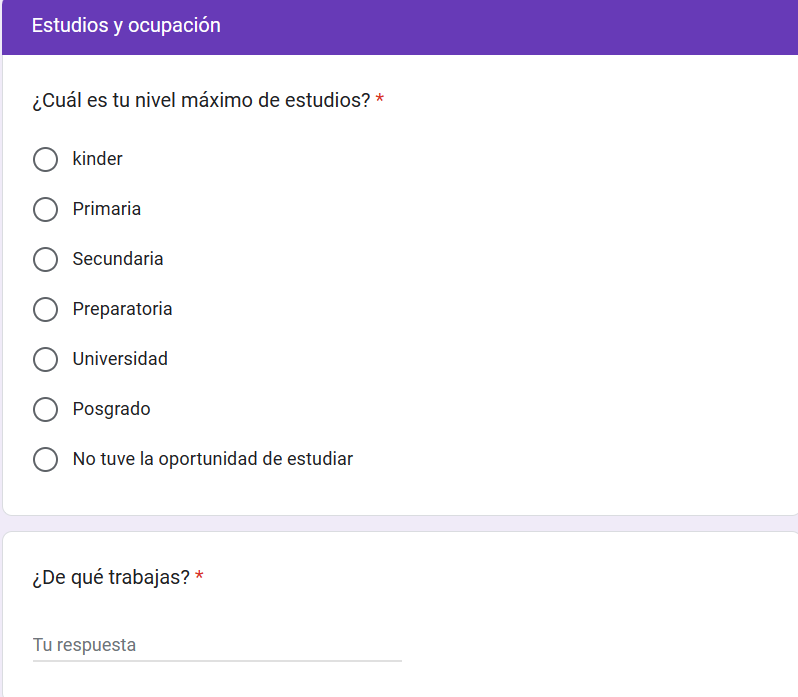 Estudios y ocupación
¿Cuál es tu nivel máximo de estudios? *
kinder
Primaria
Secundaria
Preparatoria
Universidad
Posgrado
No tuve la oportunidad de estudiar
¿De qué trabajas? *
Tu respuesta